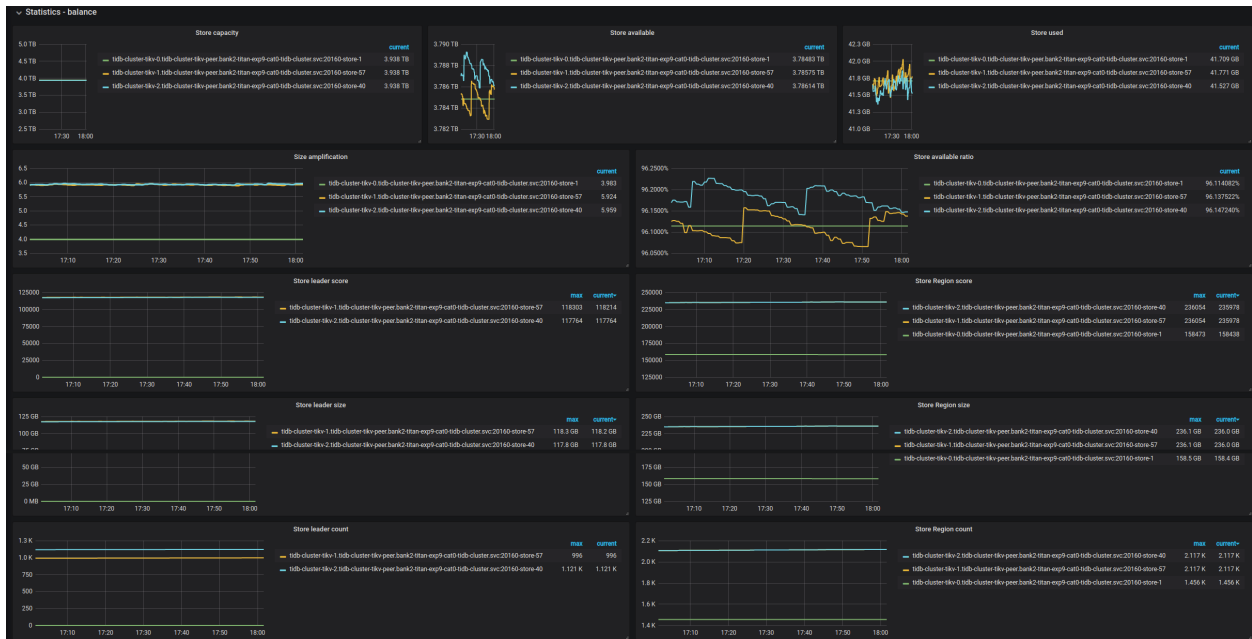 Statistics - balance
Store capacity
current
5.0 TB
4.5 TB
4.0 TB
3.5 TB
3.0 TB
2.5 TB
17:30 18:00
tidb-cluster-tikv-0.tidb-cluster-tikv-peer.bank2-titan-exp9-cat0-tidb-cluster.svc:20160-store-1 3.938 TB
tidb-cluster-tikv-1.tidb-cluster-tikv-peer.bank2-titan-exp9-cat0-tidb-cluster.svc:20160-store-57 3.938 TB
tidb-cluster-tikv-2.tidb-cluster-tikv-peer.bank2-titan-exp9-cat0-tidb-cluster.svc:20160-store-40 3.938 TB
Store available
current
3.790 TB
3.788 TB
3.786 TB
3.784 TB
3.782 TB
17:30 18:00
tidb-cluster-tikv-0.tidb-cluster-tikv-peer.bank2-titan-exp9-cat0-tidb-cluster.svc:20160-store-1 3.78483 TB
tidb-cluster-tikv-1.tidb-cluster-tikv-peer.bank2-titan-exp9-cat0-tidb-cluster.svc:20160-store-57 3.78575 TB
tidb-cluster-tikv-2.tidb-cluster-tikv-peer.bank2-titan-exp9-cat0-tidb-cluster.svc:20160-store-40 3.78614 TB
Store used
current
42.3 GB
42.0 GB
41.8 GB
41.5 GB
41.3 GB
41.0 GB
17:30 18:00
tidb-cluster-tikv-0.tidb-cluster-tikv-peer.bank2-titan-exp9-cat0-tidb-cluster.svc:20160-store-1 41.709 GB
tidb-cluster-tikv-1.tidb-cluster-tikv-peer.bank2-titan-exp9-cat0-tidb-cluster.svc:20160-store-57 41.771 GB
tidb-cluster-tikv-2.tidb-cluster-tikv-peer.bank2-titan-exp9-cat0-tidb-cluster.svc:20160-store-40 41.527 GB
Size amplification
current
6.5
6.0
5.5
5.0
4.5
4.0
3.5
17:10 17:20 17:30 17:40 17:50 18:00
tidb-cluster-tikv-0.tidb-cluster-tikv-peer.bank2-titan-exp9-cat0-tidb-cluster.svc:20160-store-1 3.983
tidb-cluster-tikv-1.tidb-cluster-tikv-peer.bank2-titan-exp9-cat0-tidb-cluster.svc:20160-store-57 5.924
tidb-cluster-tikv-2.tidb-cluster-tikv-peer.bank2-titan-exp9-cat0-tidb-cluster.svc:20160-store-40 5.959
Store available ratio
current
96.2500%
96.2000%
96.1500%
96.1000%
96.0500%
17:10 17:20 17:30 17:40 17:50 18:00
tidb-cluster-tikv-0.tidb-cluster-tikv-peer.bank2-titan-exp9-cat0-tidb-cluster.svc:20160-store-1 96.114082%
tidb-cluster-tikv-1.tidb-cluster-tikv-peer.bank2-titan-exp9-cat0-tidb-cluster.svc:20160-store-57 96.137522%
tidb-cluster-tikv-2.tidb-cluster-tikv-peer.bank2-titan-exp9-cat0-tidb-cluster.svc:20160-store-40 96.147240%
Store leader score
max current
125000
100000
75000
50000
25000
0
17:10 17:20 17:30 17:40 17:50 18:00
tidb-cluster-tikv-1.tidb-cluster-tikv-peer.bank2-titan-exp9-cat0-tidb-cluster.svc:20160-store-57 118303 118214
tidb-cluster-tikv-2.tidb-cluster-tikv-peer.bank2-titan-exp9-cat0-tidb-cluster.svc:20160-store-40 117764 117764
Store Region score
max current
250000
225000
200000
175000
150000
125000
17:10 17:20 17:30 17:40 17:50 18:00
tidb-cluster-tikv-2.tidb-cluster-tikv-peer.bank2-titan-exp9-cat0-tidb-cluster.svc:20160-store-40 236054 235978
tidb-cluster-tikv-1.tidb-cluster-tikv-peer.bank2-titan-exp9-cat0-tidb-cluster.svc:20160-store-57 236054 235978
tidb-cluster-tikv-0.tidb-cluster-tikv-peer.bank2-titan-exp9-cat0-tidb-cluster.svc:20160-store-1 158473 158438
Store leader size
max current
125 GB
100 GB
50 GB
0 MB
17:10 17:20 17:30 17:40 17:50 18:00
tidb-cluster-tikv-1.tidb-cluster-tikv-peer.bank2-titan-exp9-cat0-tidb-cluster.svc:20160-store-57 118.3 GB 118.2 GB
tidb-cluster-tikv-2.tidb-cluster-tikv-peer.bank2-titan-exp9-cat0-tidb-cluster.svc:20160-store-40 117.8 GB 117.8 GB
Store Region size
max current
250 GB
225 GB
175 GB
150 GB
125 GB
17:10 17:20 17:30 17:40 17:50 18:00
tidb-cluster-tikv-2.tidb-cluster-tikv-peer.bank2-titan-exp9-cat0-tidb-cluster.svc:20160-store-40 236.1 GB 236.0 GB
tidb-cluster-tikv-1.tidb-cluster-tikv-peer.bank2-titan-exp9-cat0-tidb-cluster.svc:20160-store-57 236.1 GB 236.0 GB
tidb-cluster-tikv-0.tidb-cluster-tikv-peer.bank2-titan-exp9-cat0-tidb-cluster.svc:20160-store-1 158.5 GB 158.4 GB
Store leader count
max current
1.3 K
1.0 K
750
500
250
0
17:10 17:20 17:30 17:40 17:50 18:00
tidb-cluster-tikv-1.tidb-cluster-tikv-peer.bank2-titan-exp9-cat0-tidb-cluster.svc:20160-store-57 996 996
tidb-cluster-tikv-2.tidb-cluster-tikv-peer.bank2-titan-exp9-cat0-tidb-cluster.svc:20160-store-40 1.121 K 1.121 K
Store Region count
max current
2.2 K
2.0 K
1.8 K
1.6 K
1.4 K
17:10 17:20 17:30 17:40 17:50 18:00
tidb-cluster-tikv-2.tidb-cluster-tikv-peer.bank2-titan-exp9-cat0-tidb-cluster.svc:20160-store-40 2.117 K 2.117 K
tidb-cluster-tikv-1.tidb-cluster-tikv-peer.bank2-titan-exp9-cat0-tidb-cluster.svc:20160-store-57 2.117 K 2.117 K
tidb-cluster-tikv-0.tidb-cluster-tikv-peer.bank2-titan-exp9-cat0-tidb-cluster.svc:20160-store-1 1.456 K 1.456 K